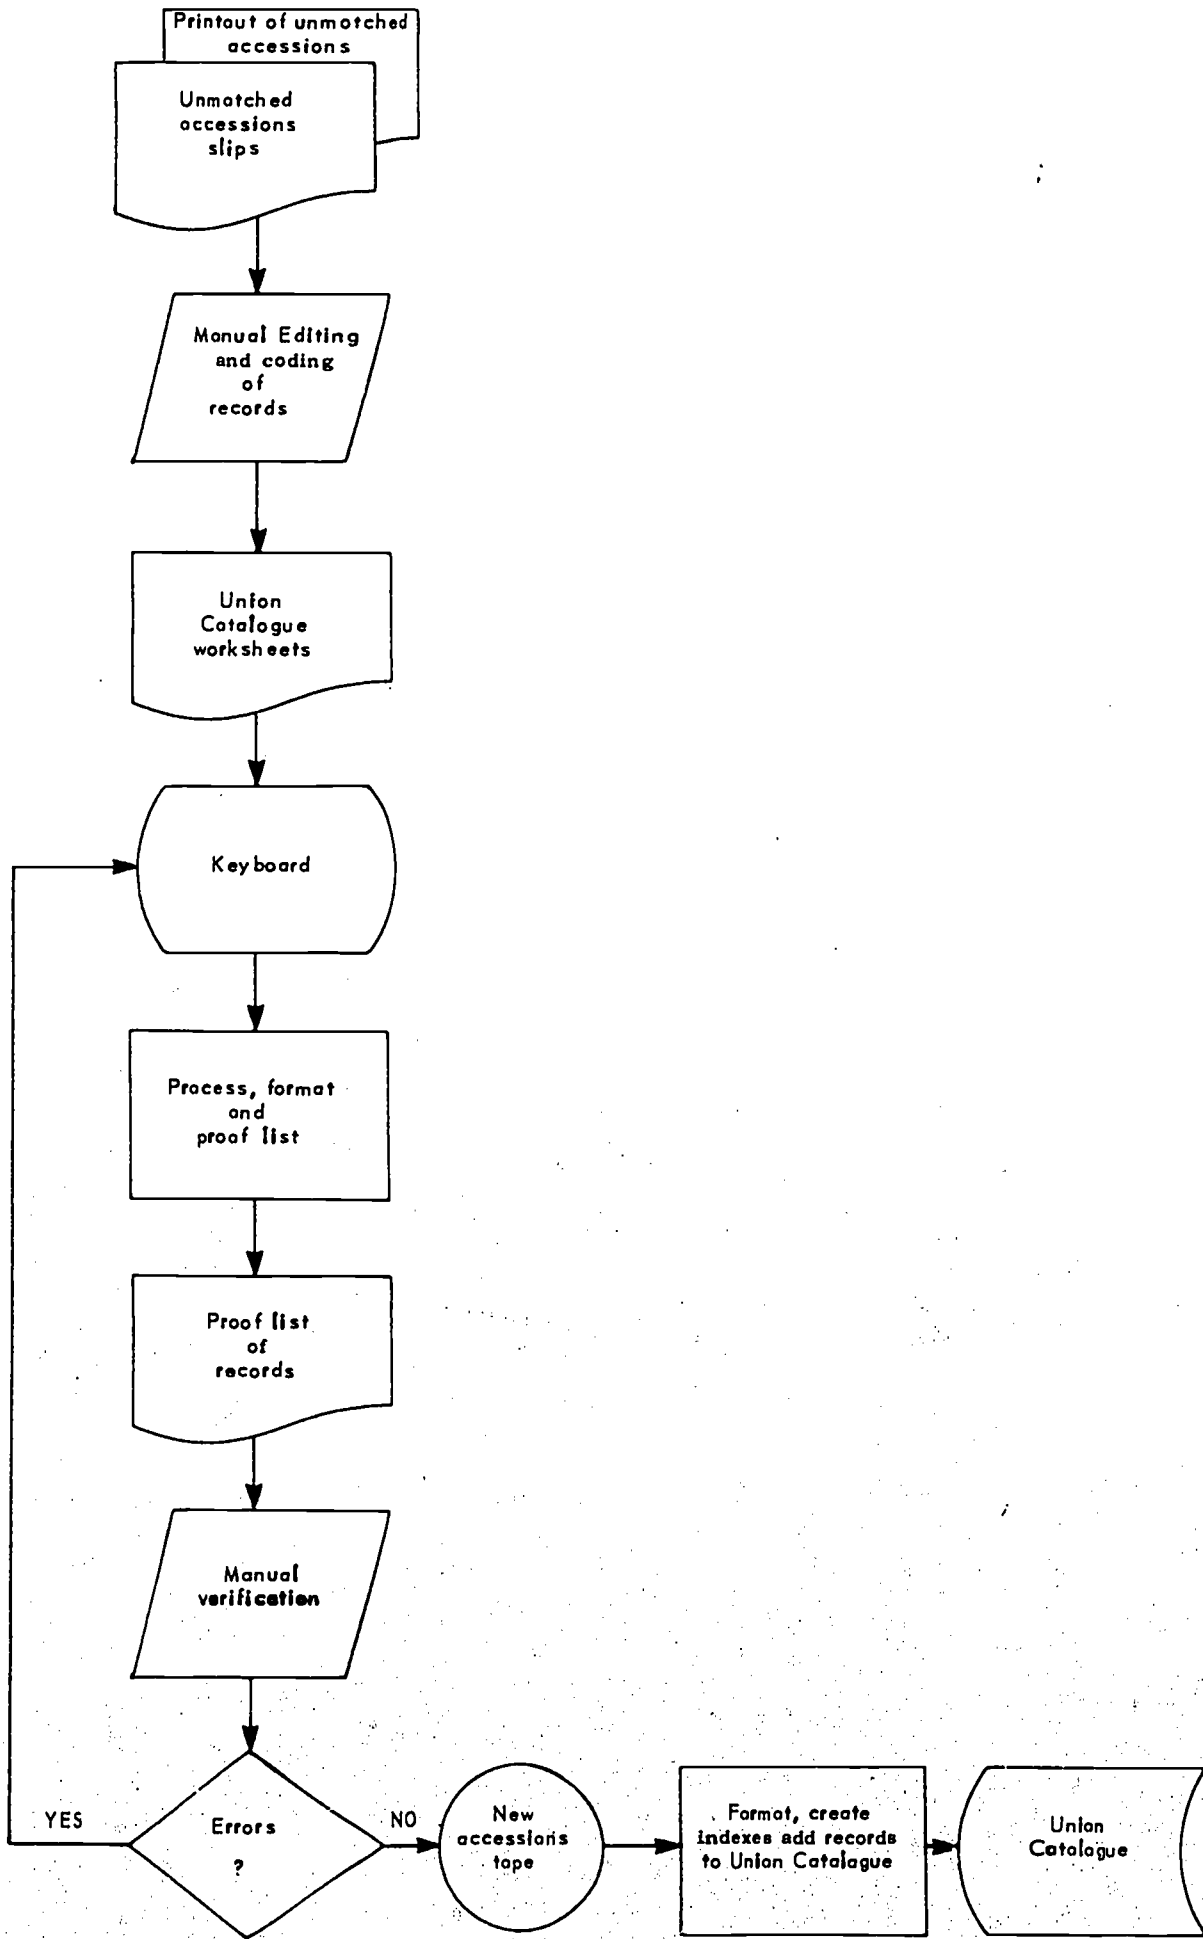 Printout of unmatched
accessions
Unmatched
accessions
slips
Manual Editing
and coding
of
records
Union
Catalogue
worksheets
Keyboard
Process, format
and
proof list
Proof list
of
records
Manual
verification
Errors
?
YES
NO
New
accessions
tape
Format, create
indexes add records
to Union Catalogue
Union
Catalogue